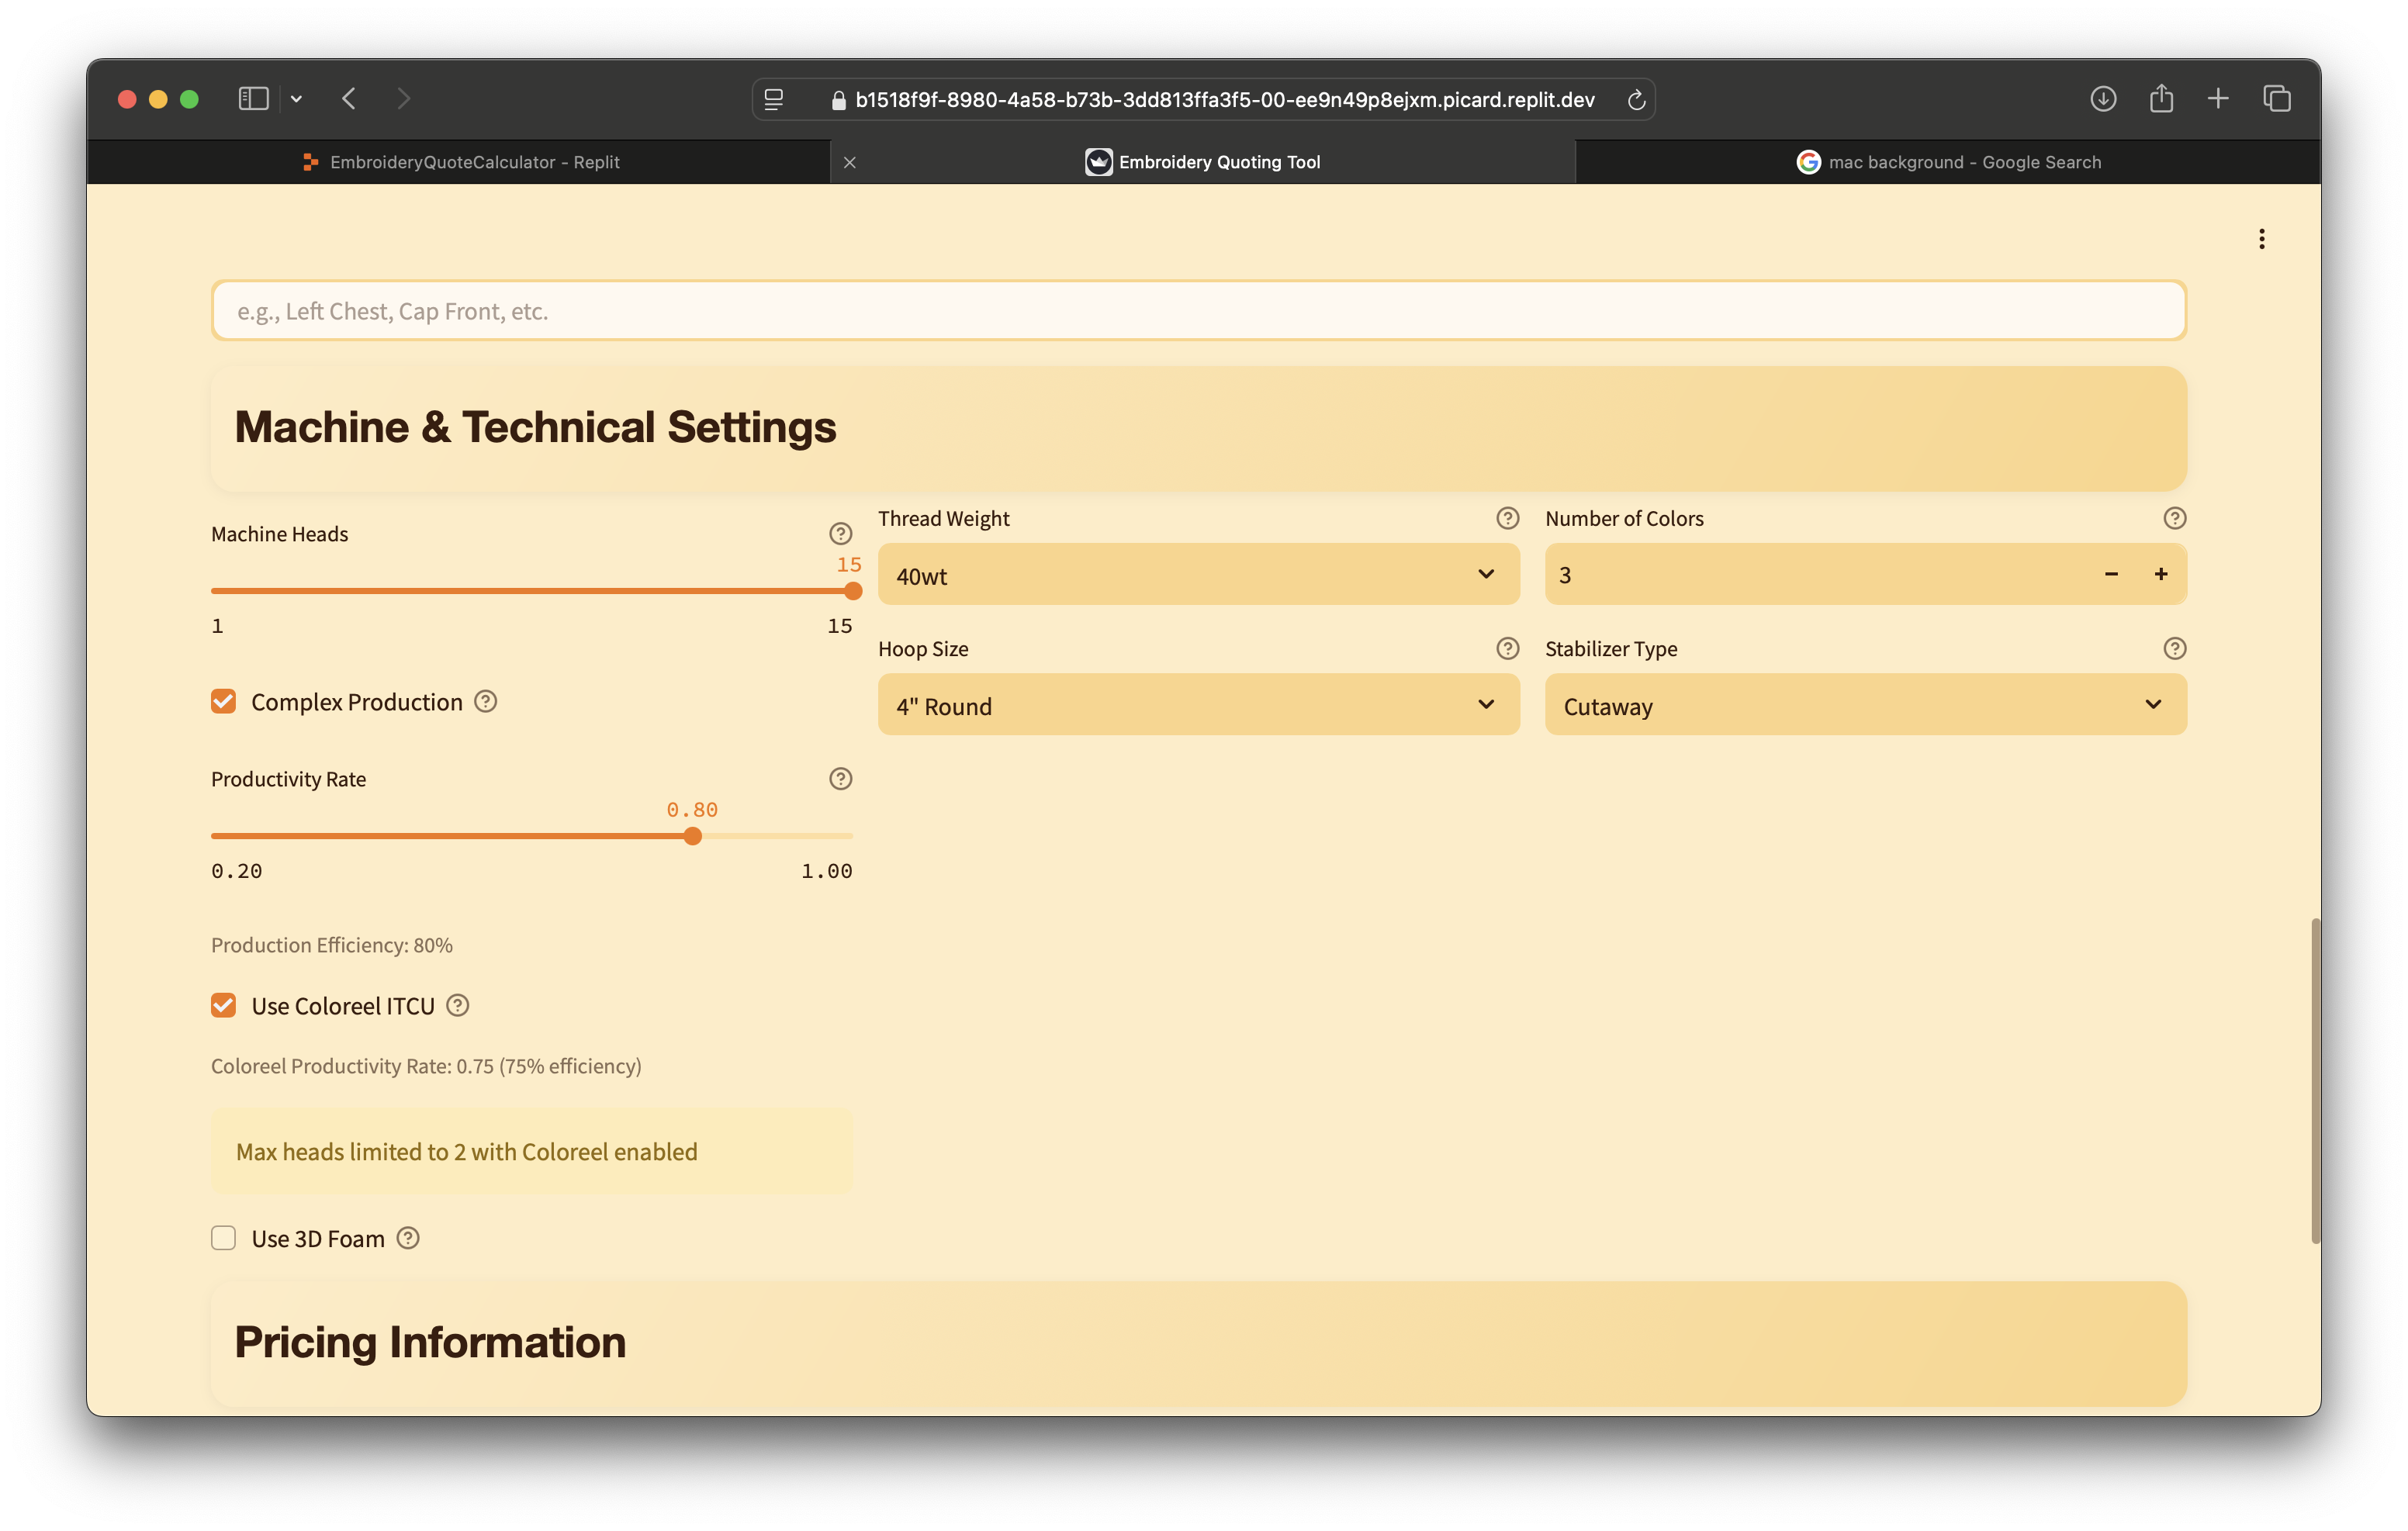 b1518f9f-8980-4a58-b73b-3dd813ffa3f5-00-ee9n49p8ejxm.picard.replit.dev
EmbroideryQuoteCalculator - Replit
Embroidery Quoting Tool
mac background - Google Search
e.g., Left Chest, Cap Front, etc.
Machine & Technical Settings
Machine Heads
15
1
15
Complex Production
Productivity Rate
0.80
0.20
1.00
Production Efficiency: 80%
Use Coloreel ITCU
Coloreel Productivity Rate: 0.75 (75% efficiency)
Max heads limited to 2 with Coloreel enabled
Use 3D Foam
Thread Weight
40wt
Hoop Size
4" Round
Number of Colors
3
Stabilizer Type
Cutaway
Pricing Information